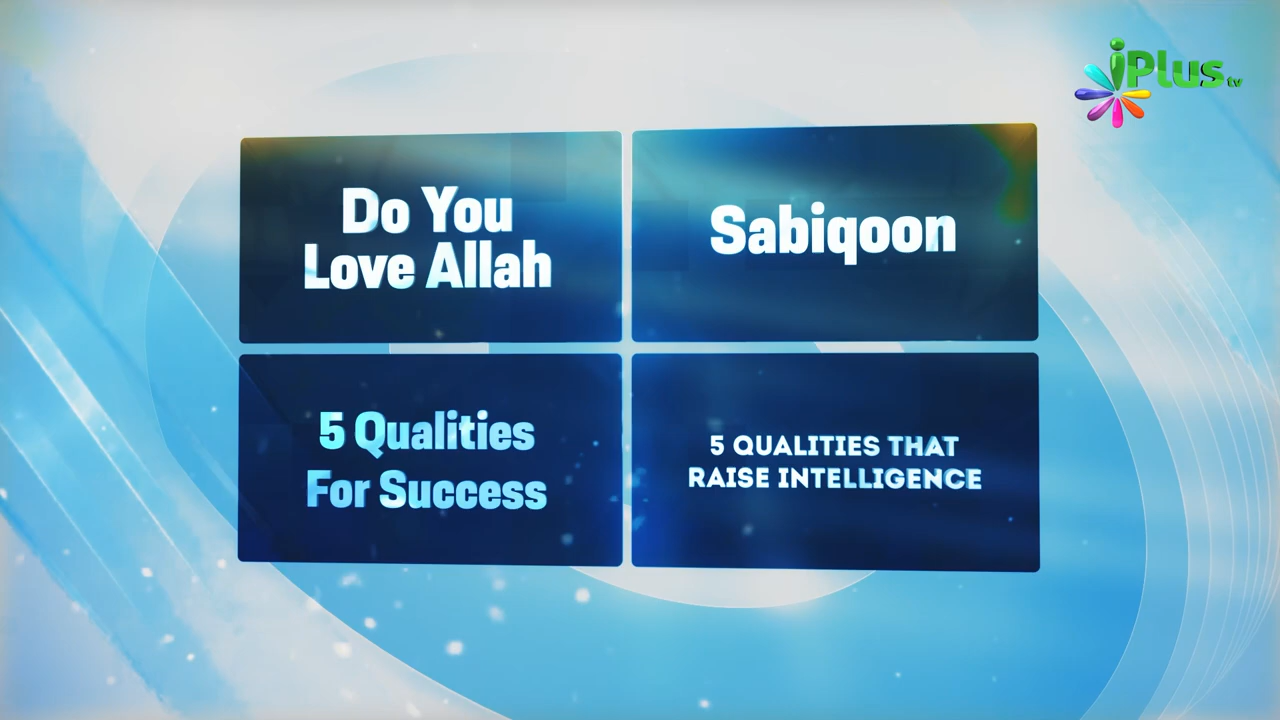 iPlus tv
Do You
Love Allah
Sabiqoon
5 Qualities
For Success
5 QUALITIES THAT
RAISE INTELLIGENCE